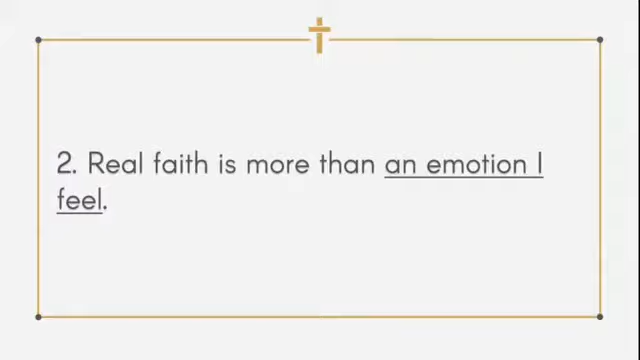 2. Real faith is more than an emotion I
feel.